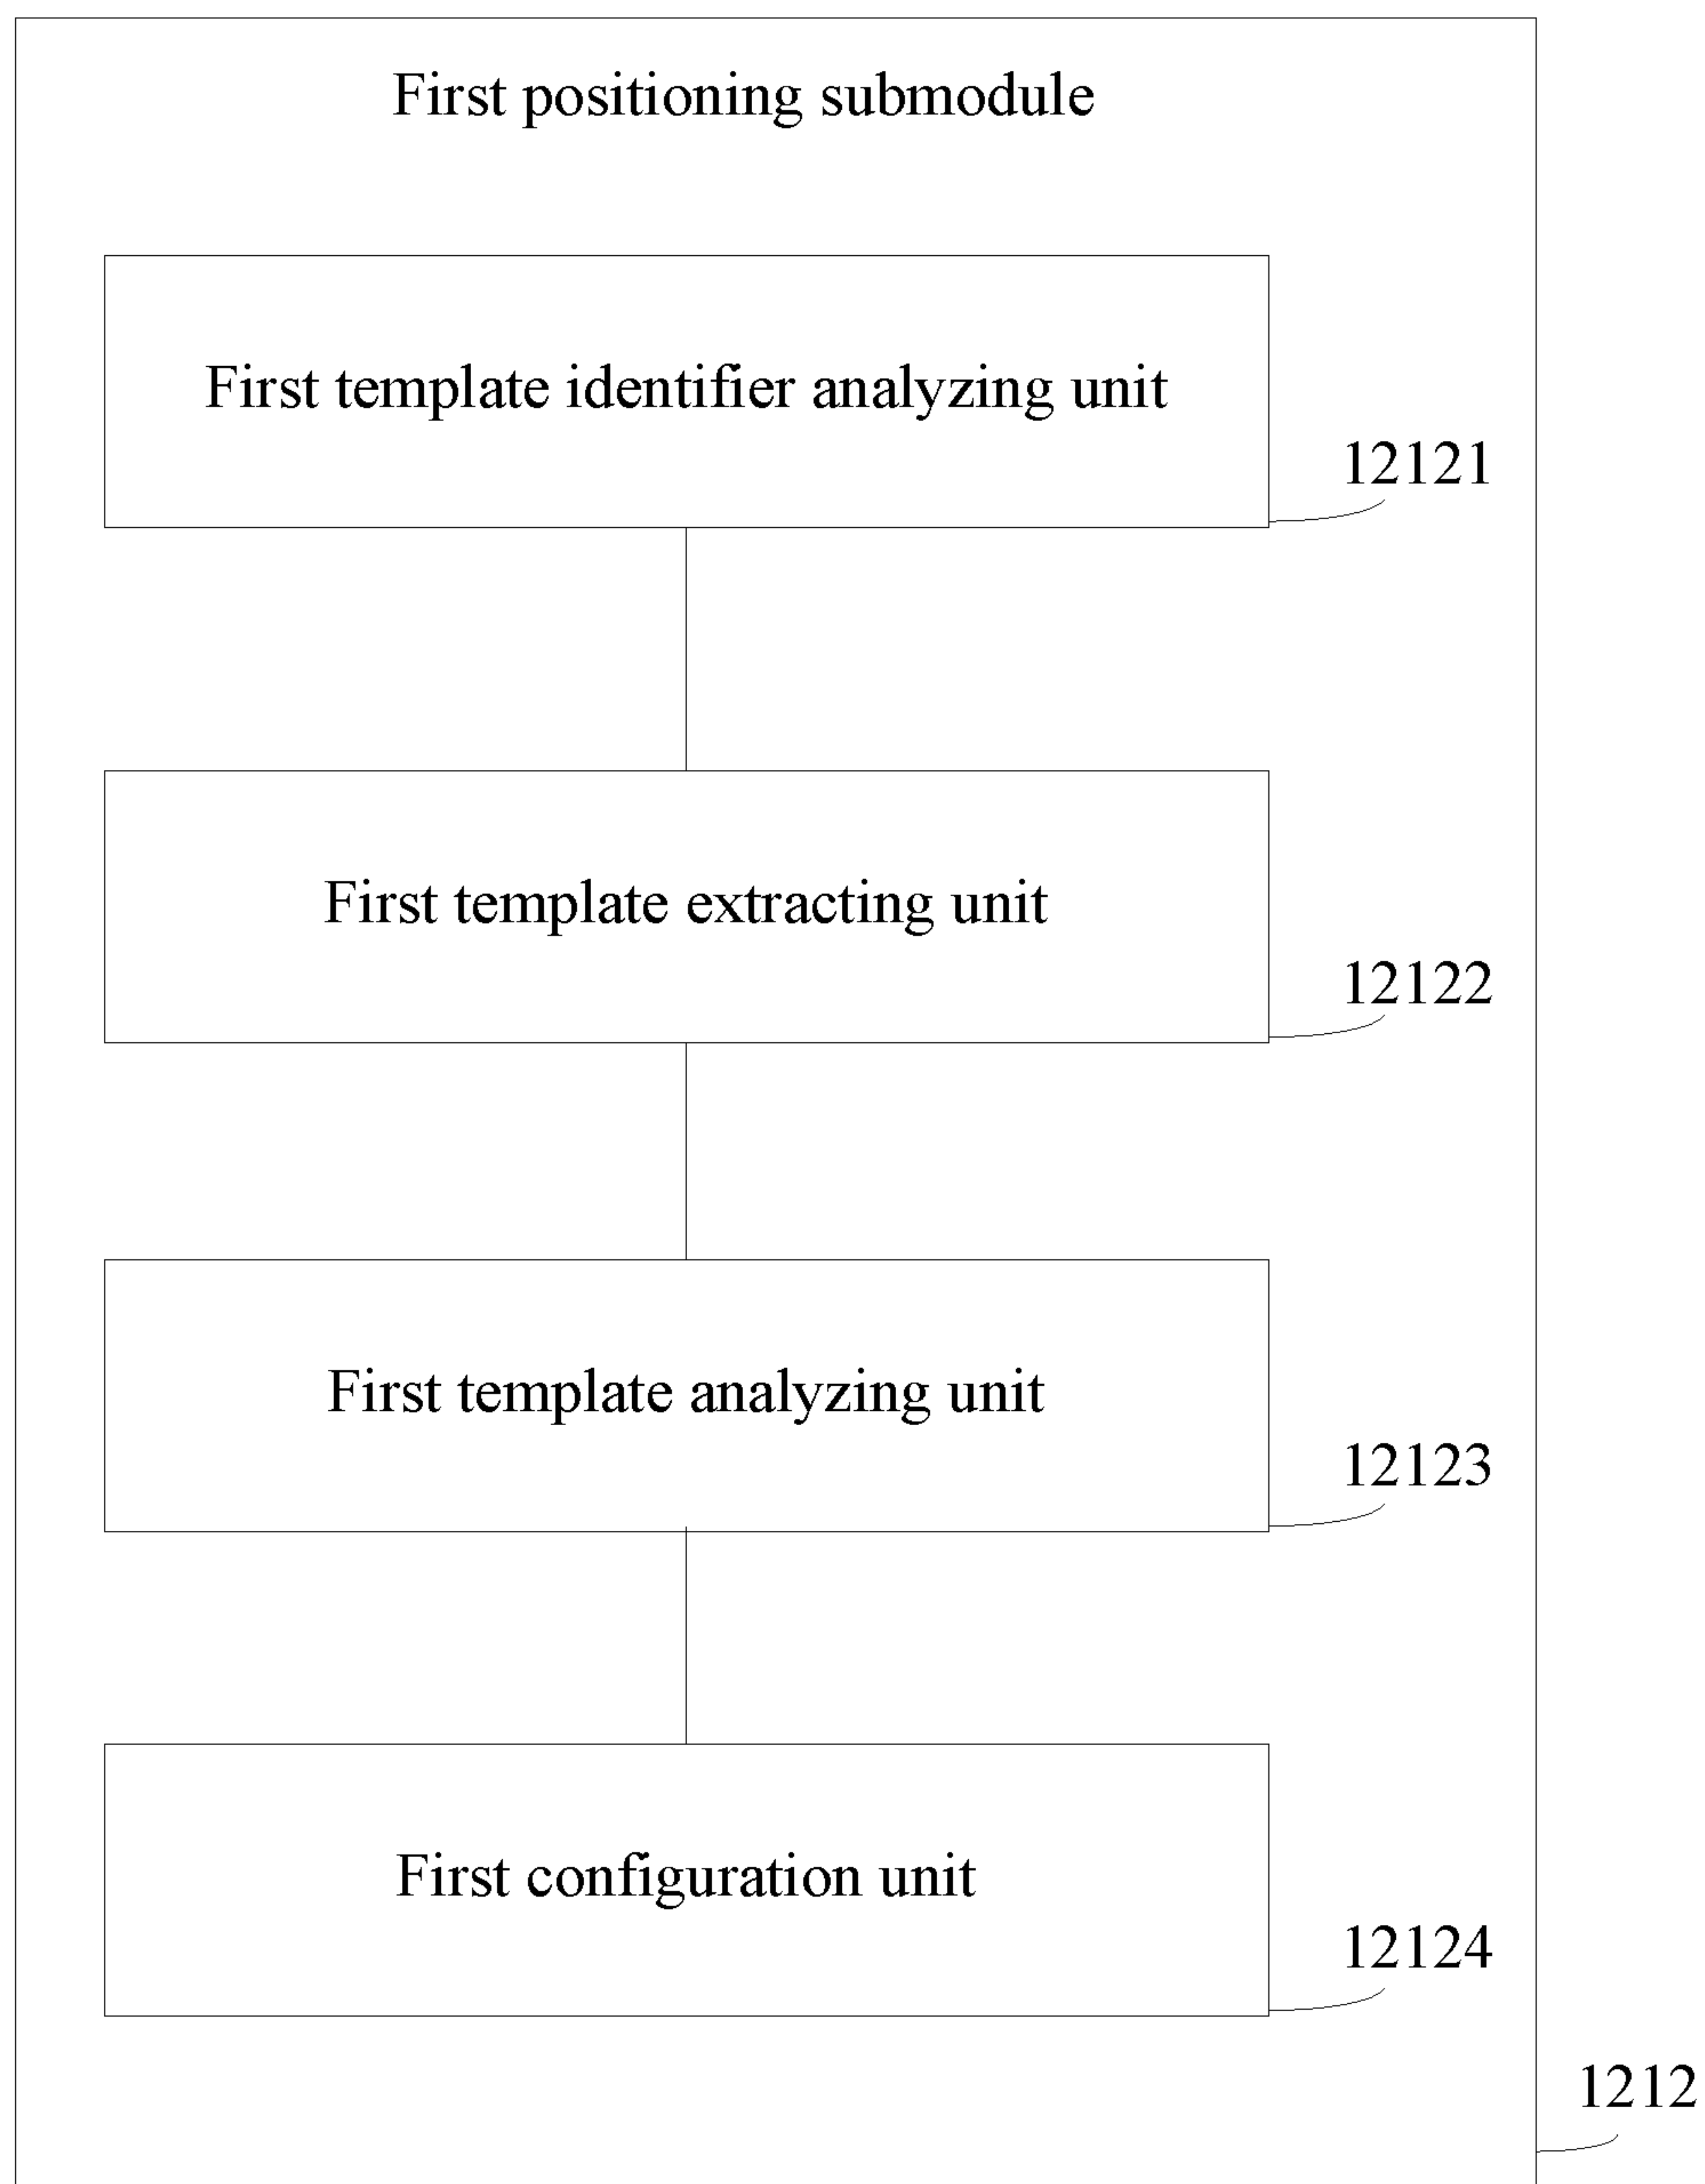 First positioning submodule
First template identifier analyzing unit
12121
First template extracting unit
12122
First template analyzing unit
12123
First configuration unit
12124
1212